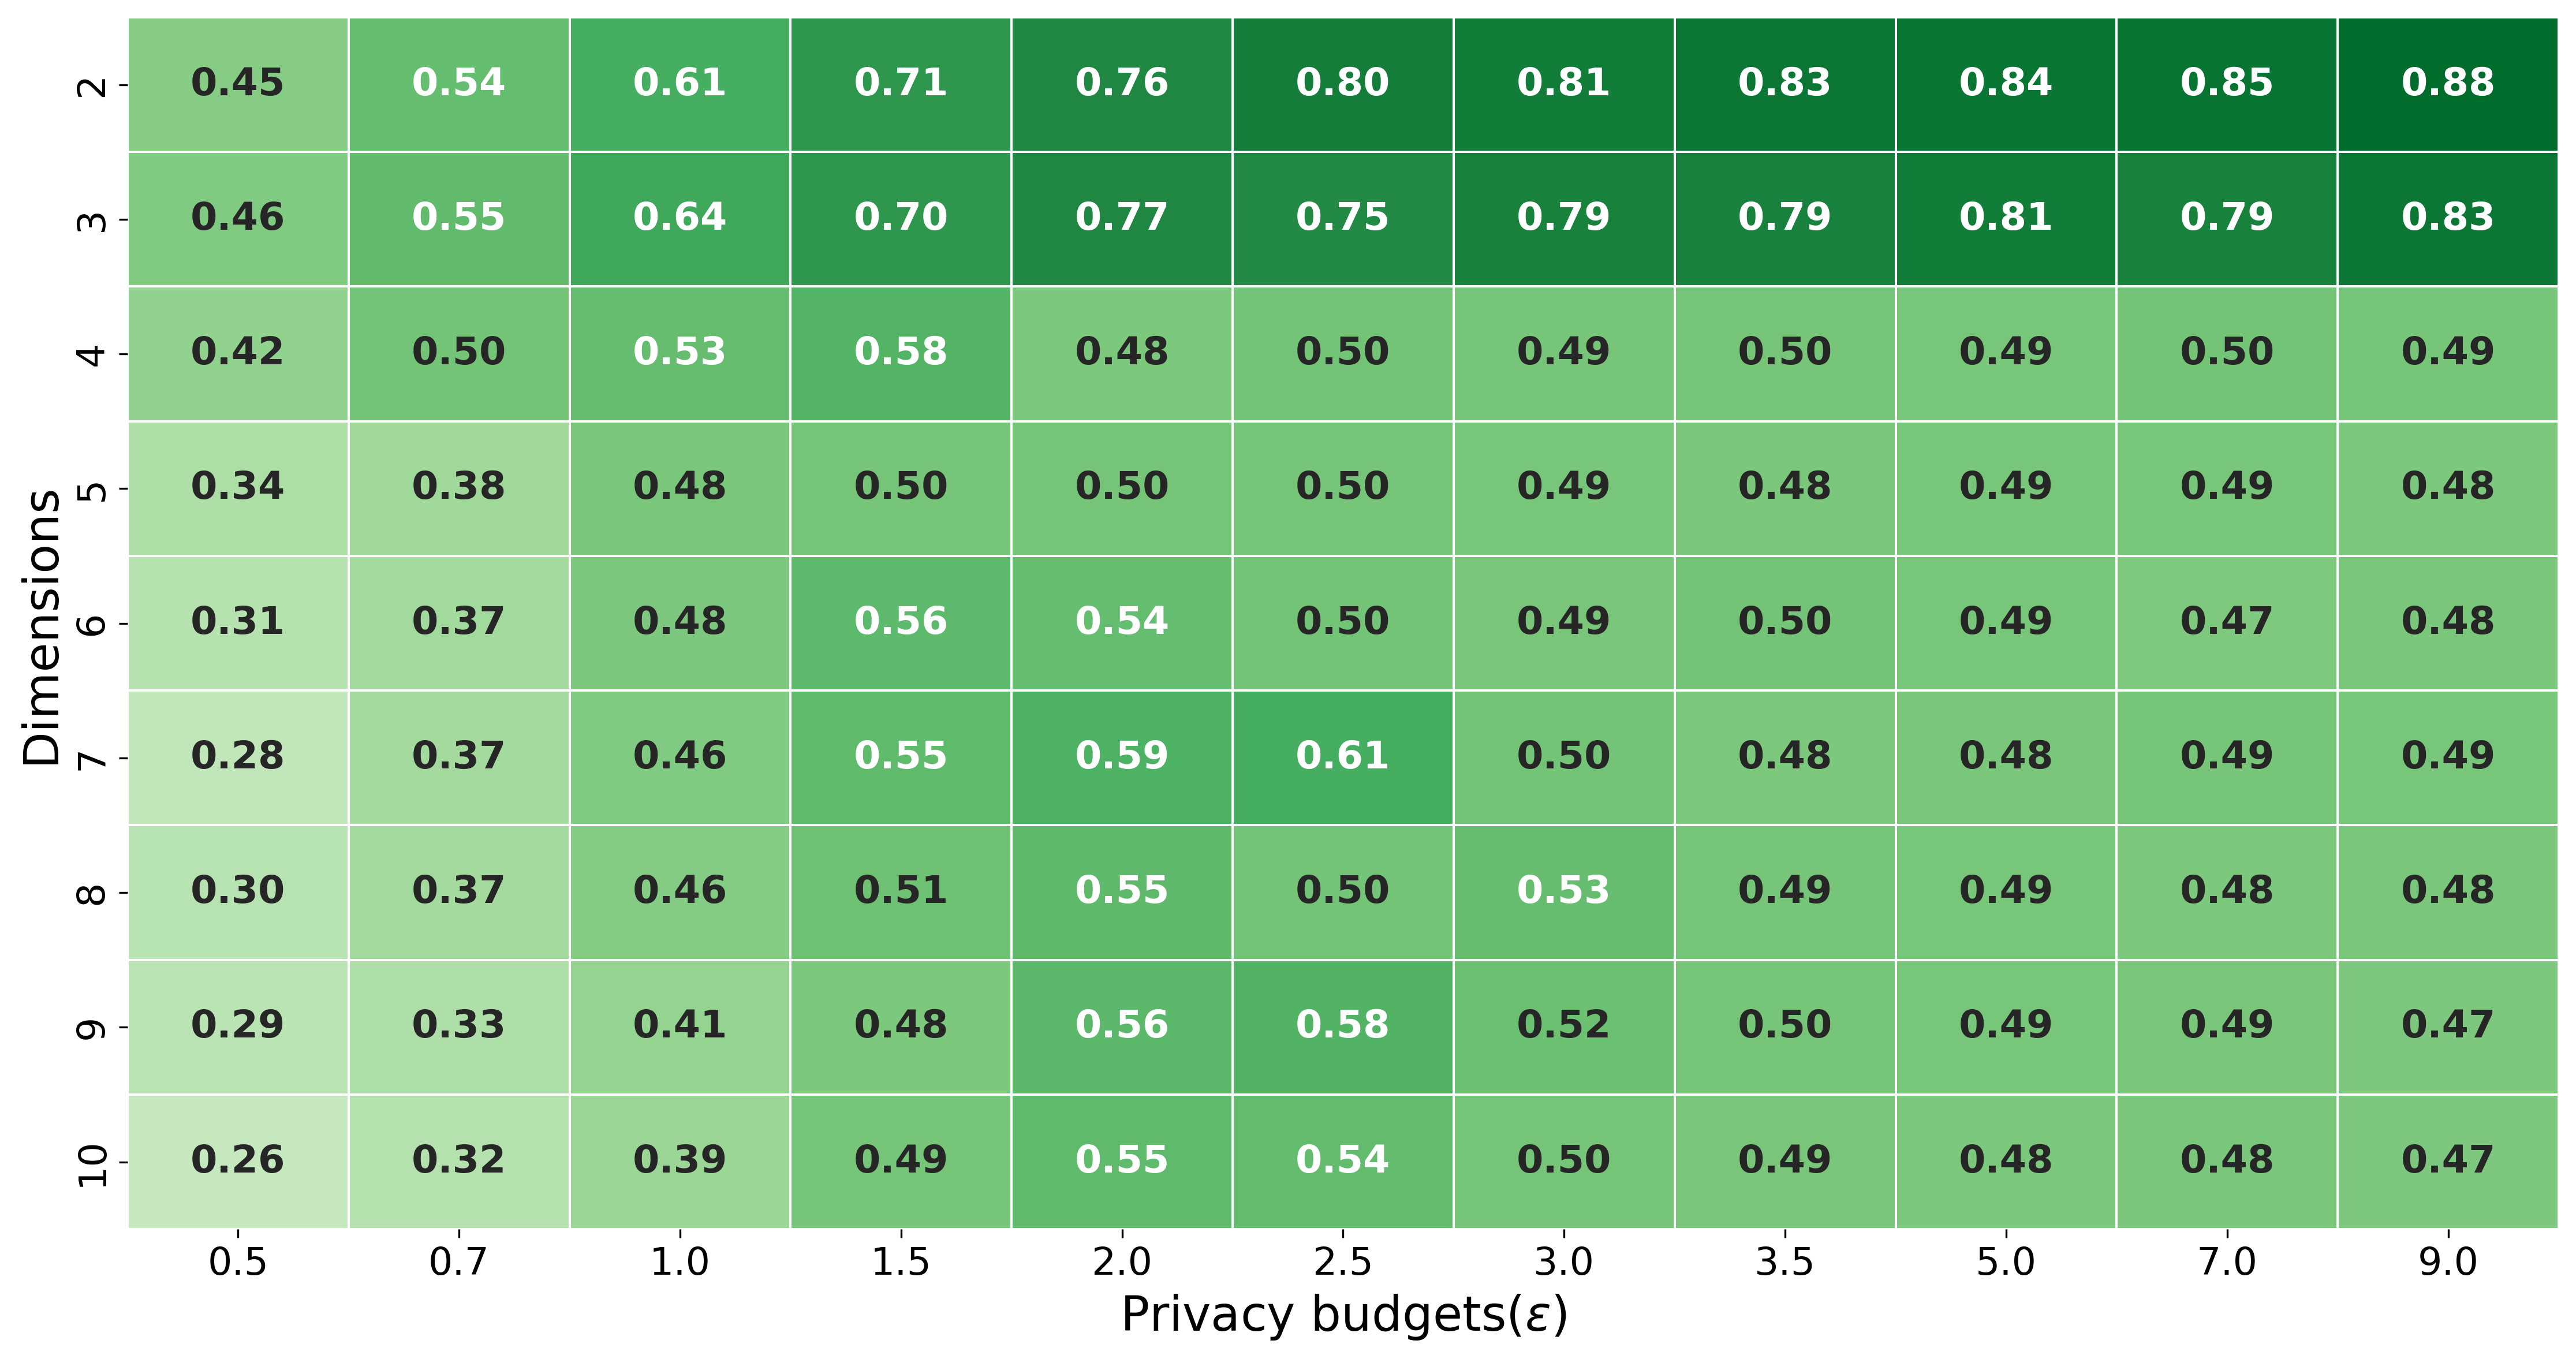 2 0.45 0.54 0.61 0.71 0.76 0.80 0.81 0.83 0.84 0.85 0.88
3 0.46 0.55 0.64 0.70 0.77 0.75 0.79 0.79 0.81 0.79 0.83
4 0.42 0.50 0.53 0.58 0.48 0.50 0.49 0.50 0.49 0.50 0.49
5 0.34 0.38 0.48 0.50 0.50 0.50 0.49 0.48 0.49 0.49 0.48
6 0.31 0.37 0.48 0.56 0.54 0.50 0.49 0.50 0.49 0.47 0.48
7 0.28 0.37 0.46 0.55 0.59 0.61 0.50 0.48 0.48 0.49 0.49
8 0.30 0.37 0.46 0.51 0.55 0.50 0.53 0.49 0.49 0.48 0.48
9 0.29 0.33 0.41 0.48 0.56 0.58 0.52 0.50 0.49 0.49 0.47
10 0.26 0.32 0.39 0.49 0.55 0.54 0.50 0.49 0.48 0.48 0.47
0.5 0.7 1.0 1.5 2.0 2.5 3.0 3.5 5.0 7.0 9.0
Privacy budgets(ε)
Dimensions